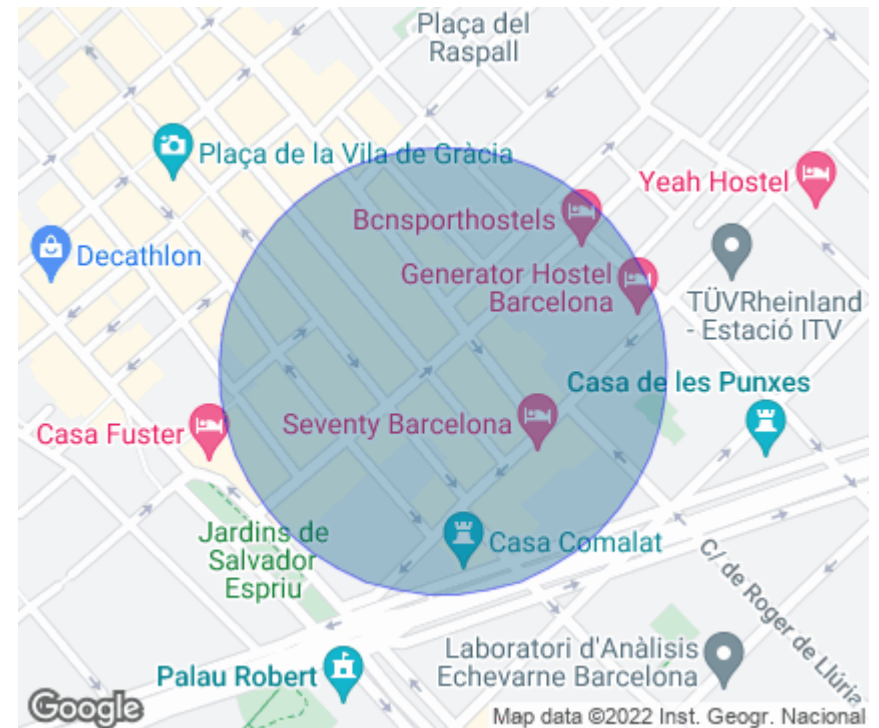 Plaça del
Raspall
Plaça de la Vila de Gràcia
Yeah Hostel
Bcnsporthostels
Decathlon
Generator Hostel
Barcelona
TÜVRheinland
- Estació ITV
Casa de les Punxes
Seventy Barcelona
Casa Fuster
Jardins de
Salvador
Espriu
Casa Comalat
C/ de Roger de Llúria
Laboratori d'Anàlisis
Echevarne Barcelona
Palau Robert
Google
Map data ©2022 Inst. Geogr. Nacional